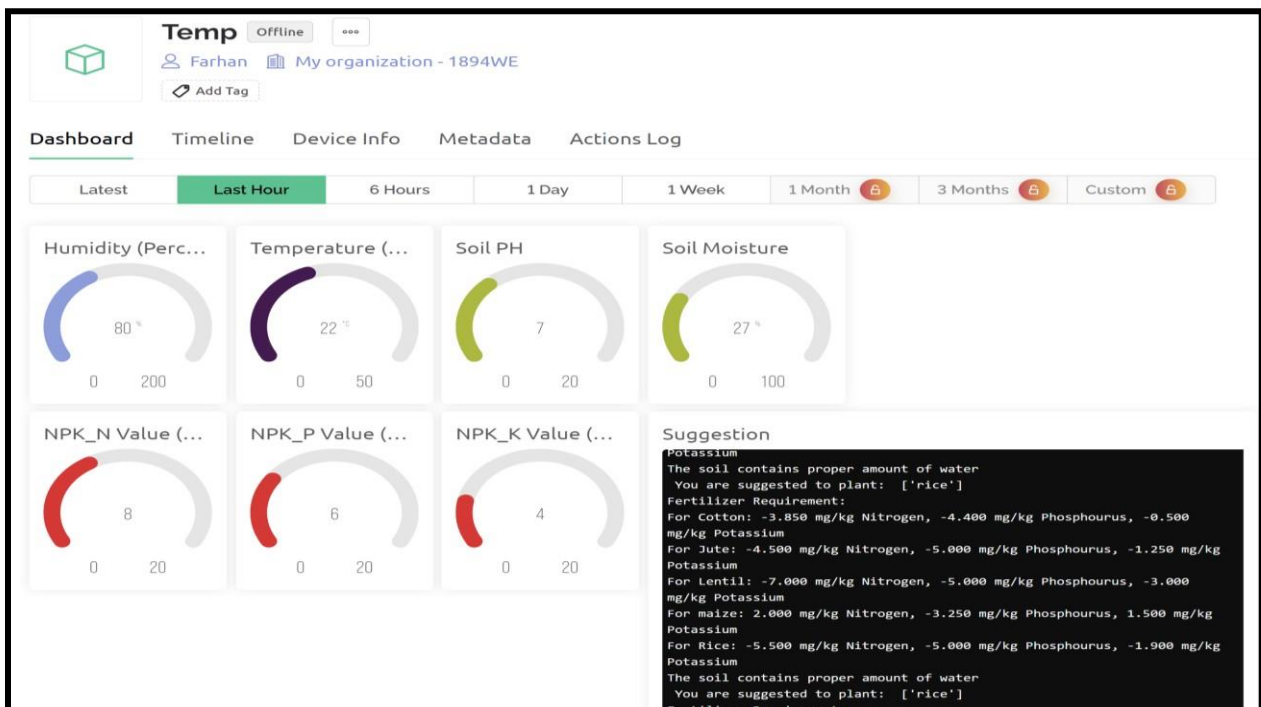 Temp Offline
Farhan My organization - 1894WE
Add Tag
Dashboard Timeline Device Info Metadata Actions Log
Latest Last Hour 6 Hours 1 Day 1 Week 1 Month 3 Months Custom
Humidity (Perc... Temperature (... Soil PH Soil Moisture
80 % 22 °C 7 27 %
0 200 0 50 0 20 0 100
NPK_N Value (... NPK_P Value (... NPK_K Value (... Suggestion
8 6 4
0 20 0 20 0 20
Potassium
The soil contains proper amount of water
You are suggested to plant: ['rice']
Fertilizer Requirement:
For Cotton: -3.850 mg/kg Nitrogen, -4.400 mg/kg Phosphourus, -0.500
mg/kg Potassium
For Jute: -4.500 mg/kg Nitrogen, -5.000 mg/kg Phosphourus, -1.250 mg/kg
Potassium
For Lentil: -7.000 mg/kg Nitrogen, -5.000 mg/kg Phosphourus, -3.000
mg/kg Potassium
For maize: 2.000 mg/kg Nitrogen, -3.250 mg/kg Phosphourus, 1.500 mg/kg
Potassium
For Rice: -5.500 mg/kg Nitrogen, -5.000 mg/kg Phosphourus, -1.900 mg/kg
Potassium
The soil contains proper amount of water
You are suggested to plant: ['rice']